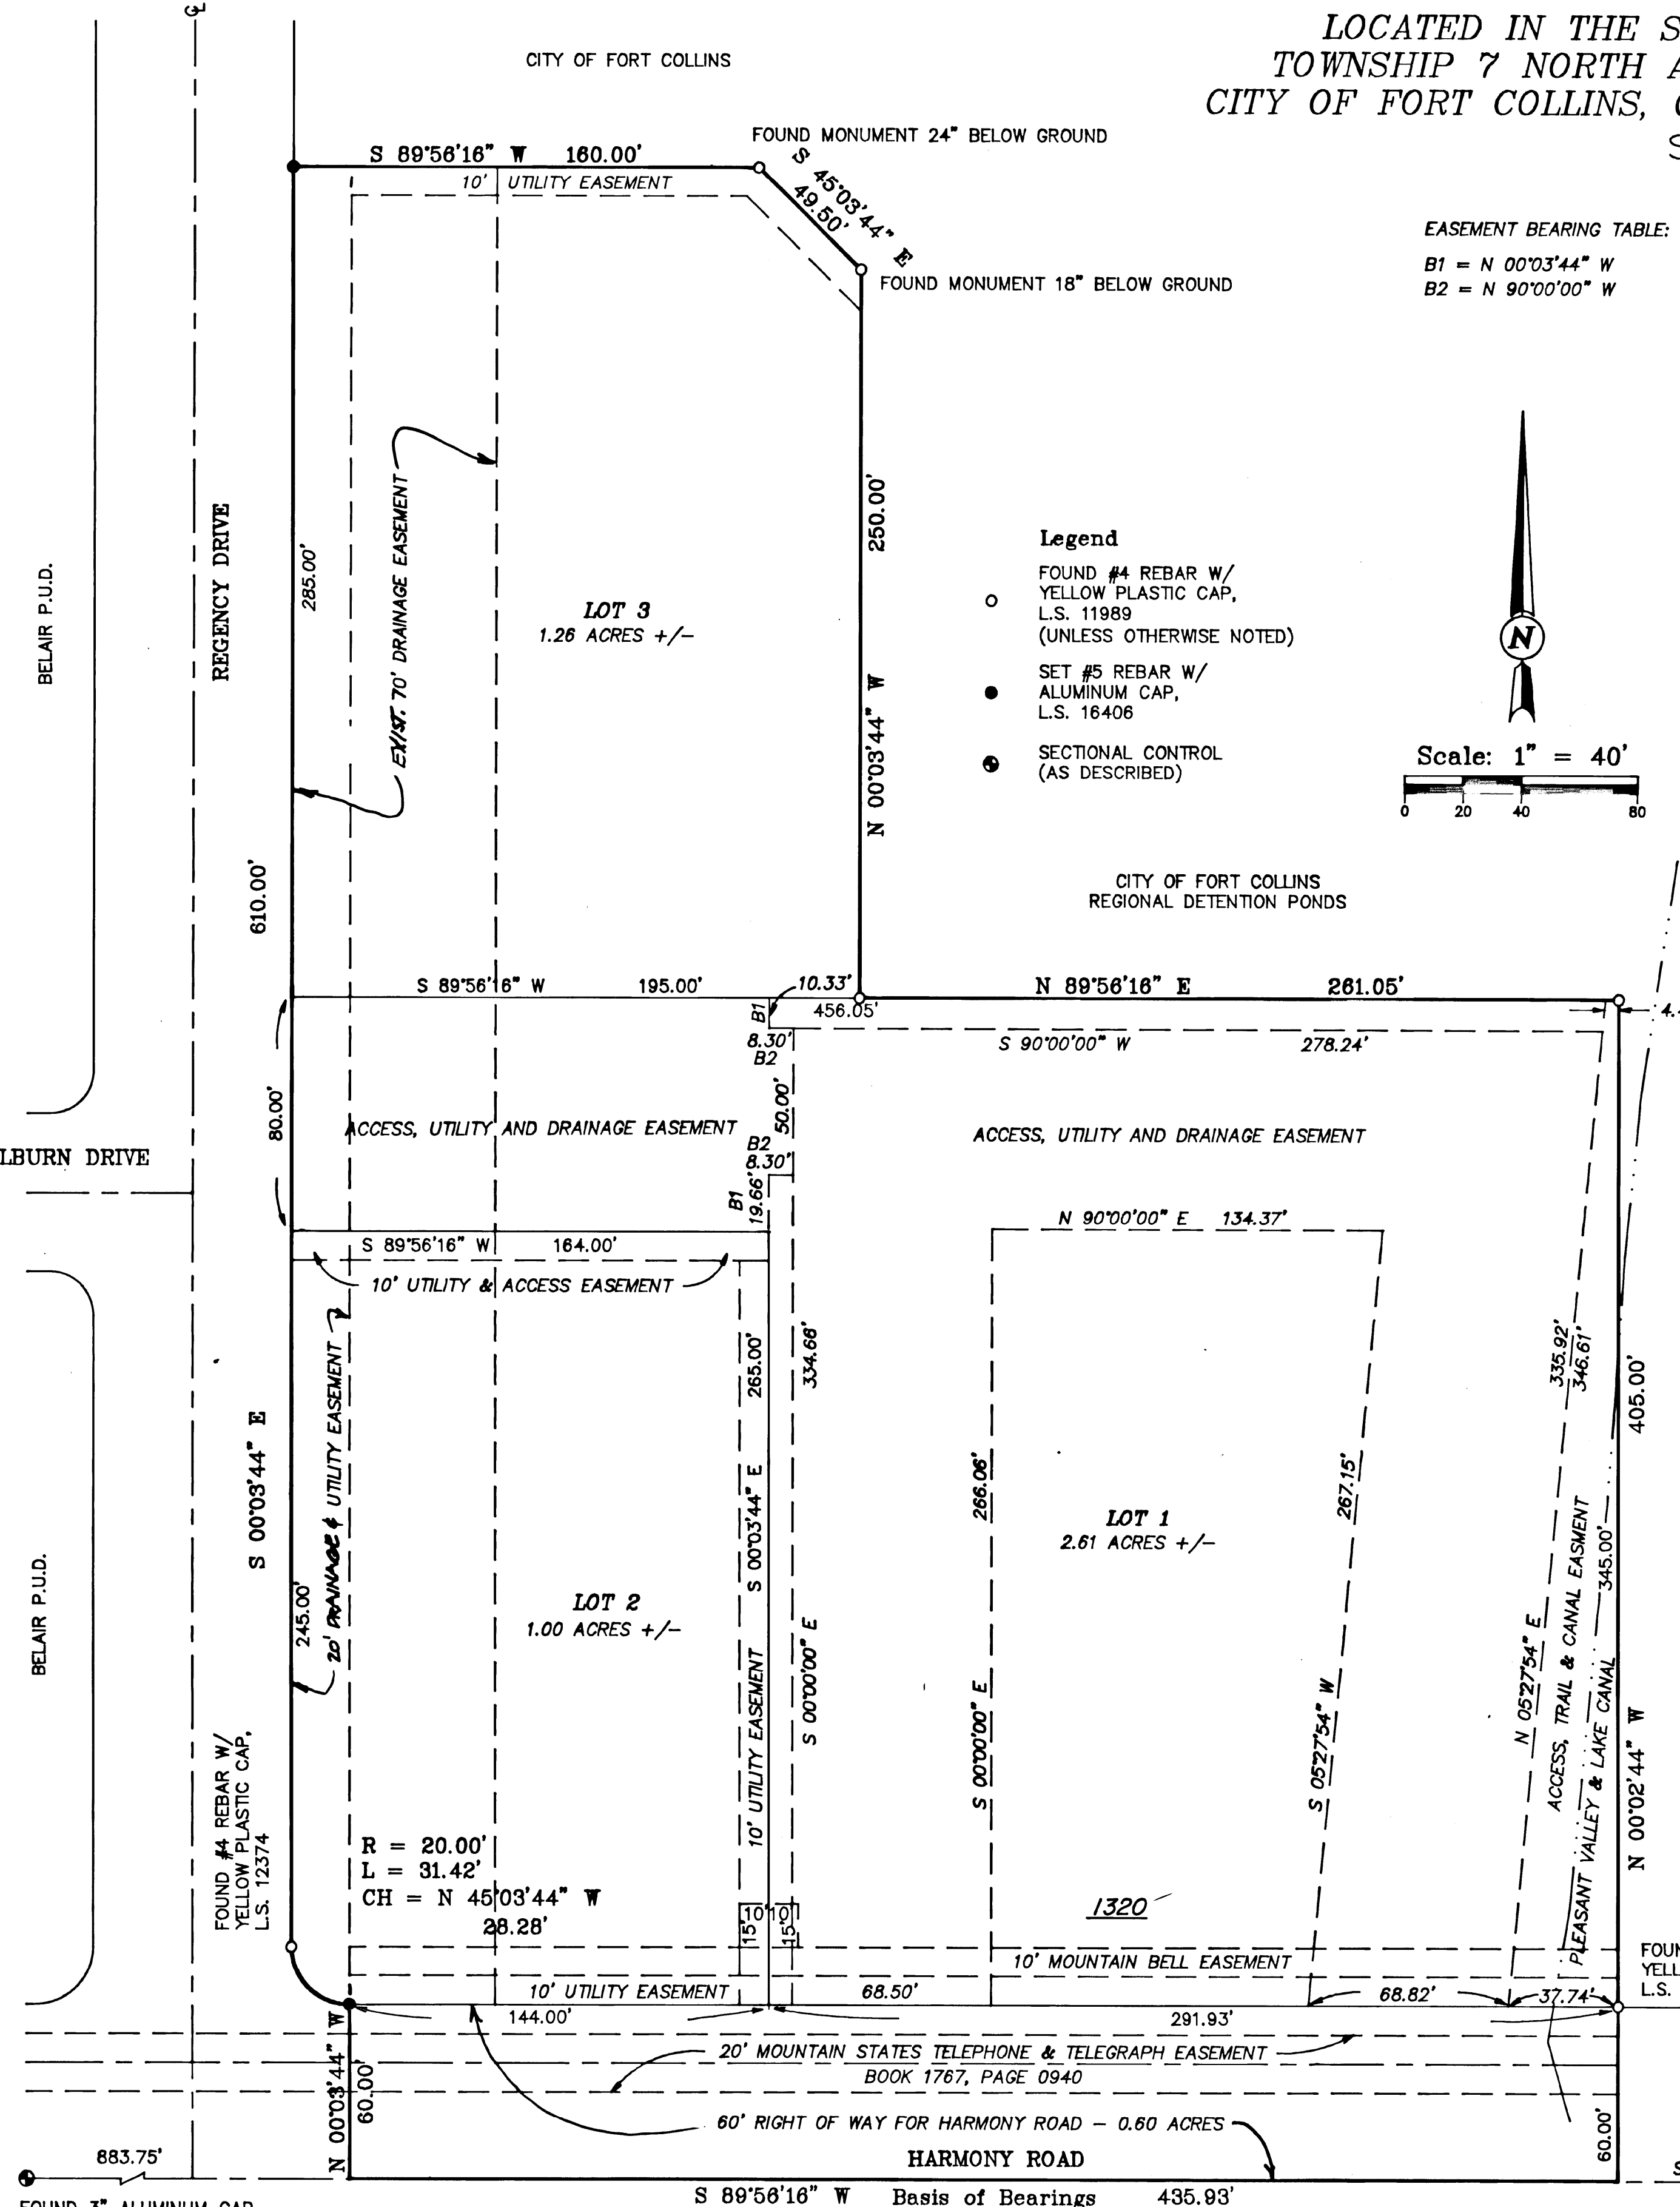 LOCATED IN THE S
TOWNSHIP 7 NORTH
CITY OF FORT COLLINS,
CITY OF FORT COLLINS
FOUND MONUMENT 24" BELOW GROUND
S 89°56'16" W 160.00'
10' UTILITY EASEMENT
S 45°03'44" E
49.50'
FOUND MONUMENT 18" BELOW GROUND
EASEMENT BEARING TABLE:
B1 = N 00°03'44" W
B2 = N 90°00'00" W
BELAIR P.U.D.
REGENCY DRIVE
285.00'
EXIST. 70' DRAINAGE EASEMENT
LOT 3
1.26 ACRES +/-
250.00'
N 00°03'44" W
Legend
FOUND #4 REBAR W/
YELLOW PLASTIC CAP,
L.S. 11989
(UNLESS OTHERWISE NOTED)
SET #5 REBAR W/
ALUMINUM CAP,
L.S. 16406
SECTIONAL CONTROL
(AS DESCRIBED)
N
Scale: 1" = 40'
0 20 40 80
CITY OF FORT COLLINS
REGIONAL DETENTION PONDS
610.00'
S 89°56'16" W 195.00'
10.33'
N 89°56'16" E 261.05'
B1
456.05'
8.30'
B2
S 90°00'00" W 278.24'
80.00'
50.00'
ACCESS, UTILITY AND DRAINAGE EASEMENT
ACCESS, UTILITY AND DRAINAGE EASEMENT
B2
8.30'
LBURN DRIVE
B1
19.66'
N 90°00'00" E 134.37'
S 89°56'16" W 164.00'
10' UTILITY & ACCESS EASEMENT
S 00°03'44" E
245.00'
20' DRAINAGE & UTILITY EASEMENT
265.00'
S 00°03'44" E
10' UTILITY EASEMENT
334.66'
S 00°00'00" E
266.06'
S 00°00'00" E
267.15'
S 05°27'54" W
335.92'
346.61'
N 05°27'54" E
ACCESS, TRAIL & CANAL EASMENT
345.00'
PLEASANT VALLEY & LAKE CANAL
405.00'
N 00°02'44" W
LOT 1
2.61 ACRES +/-
LOT 2
1.00 ACRES +/-
BELAIR P.U.D.
FOUND #4 REBAR W/
YELLOW PLASTIC CAP,
L.S. 12374
R = 20.00'
L = 31.42'
CH = N 45°03'44" W
28.28'
10' 10'
15' 15'
1320
10' MOUNTAIN BELL EASEMENT
FOUN
YELL
L.S.
10' UTILITY EASEMENT
68.50'
68.82'
37.74'
144.00'
291.93'
20' MOUNTAIN STATES TELEPHONE & TELEGRAPH EASEMENT
BOOK 1767, PAGE 0940
N 00°03'44" W
60.00'
60' RIGHT OF WAY FOR HARMONY ROAD - 0.60 ACRES
60.00'
HARMONY ROAD
883.75'
S 89°56'16" W Basis of Bearings 435.93'
FOUND 3" ALUMINUM CAP